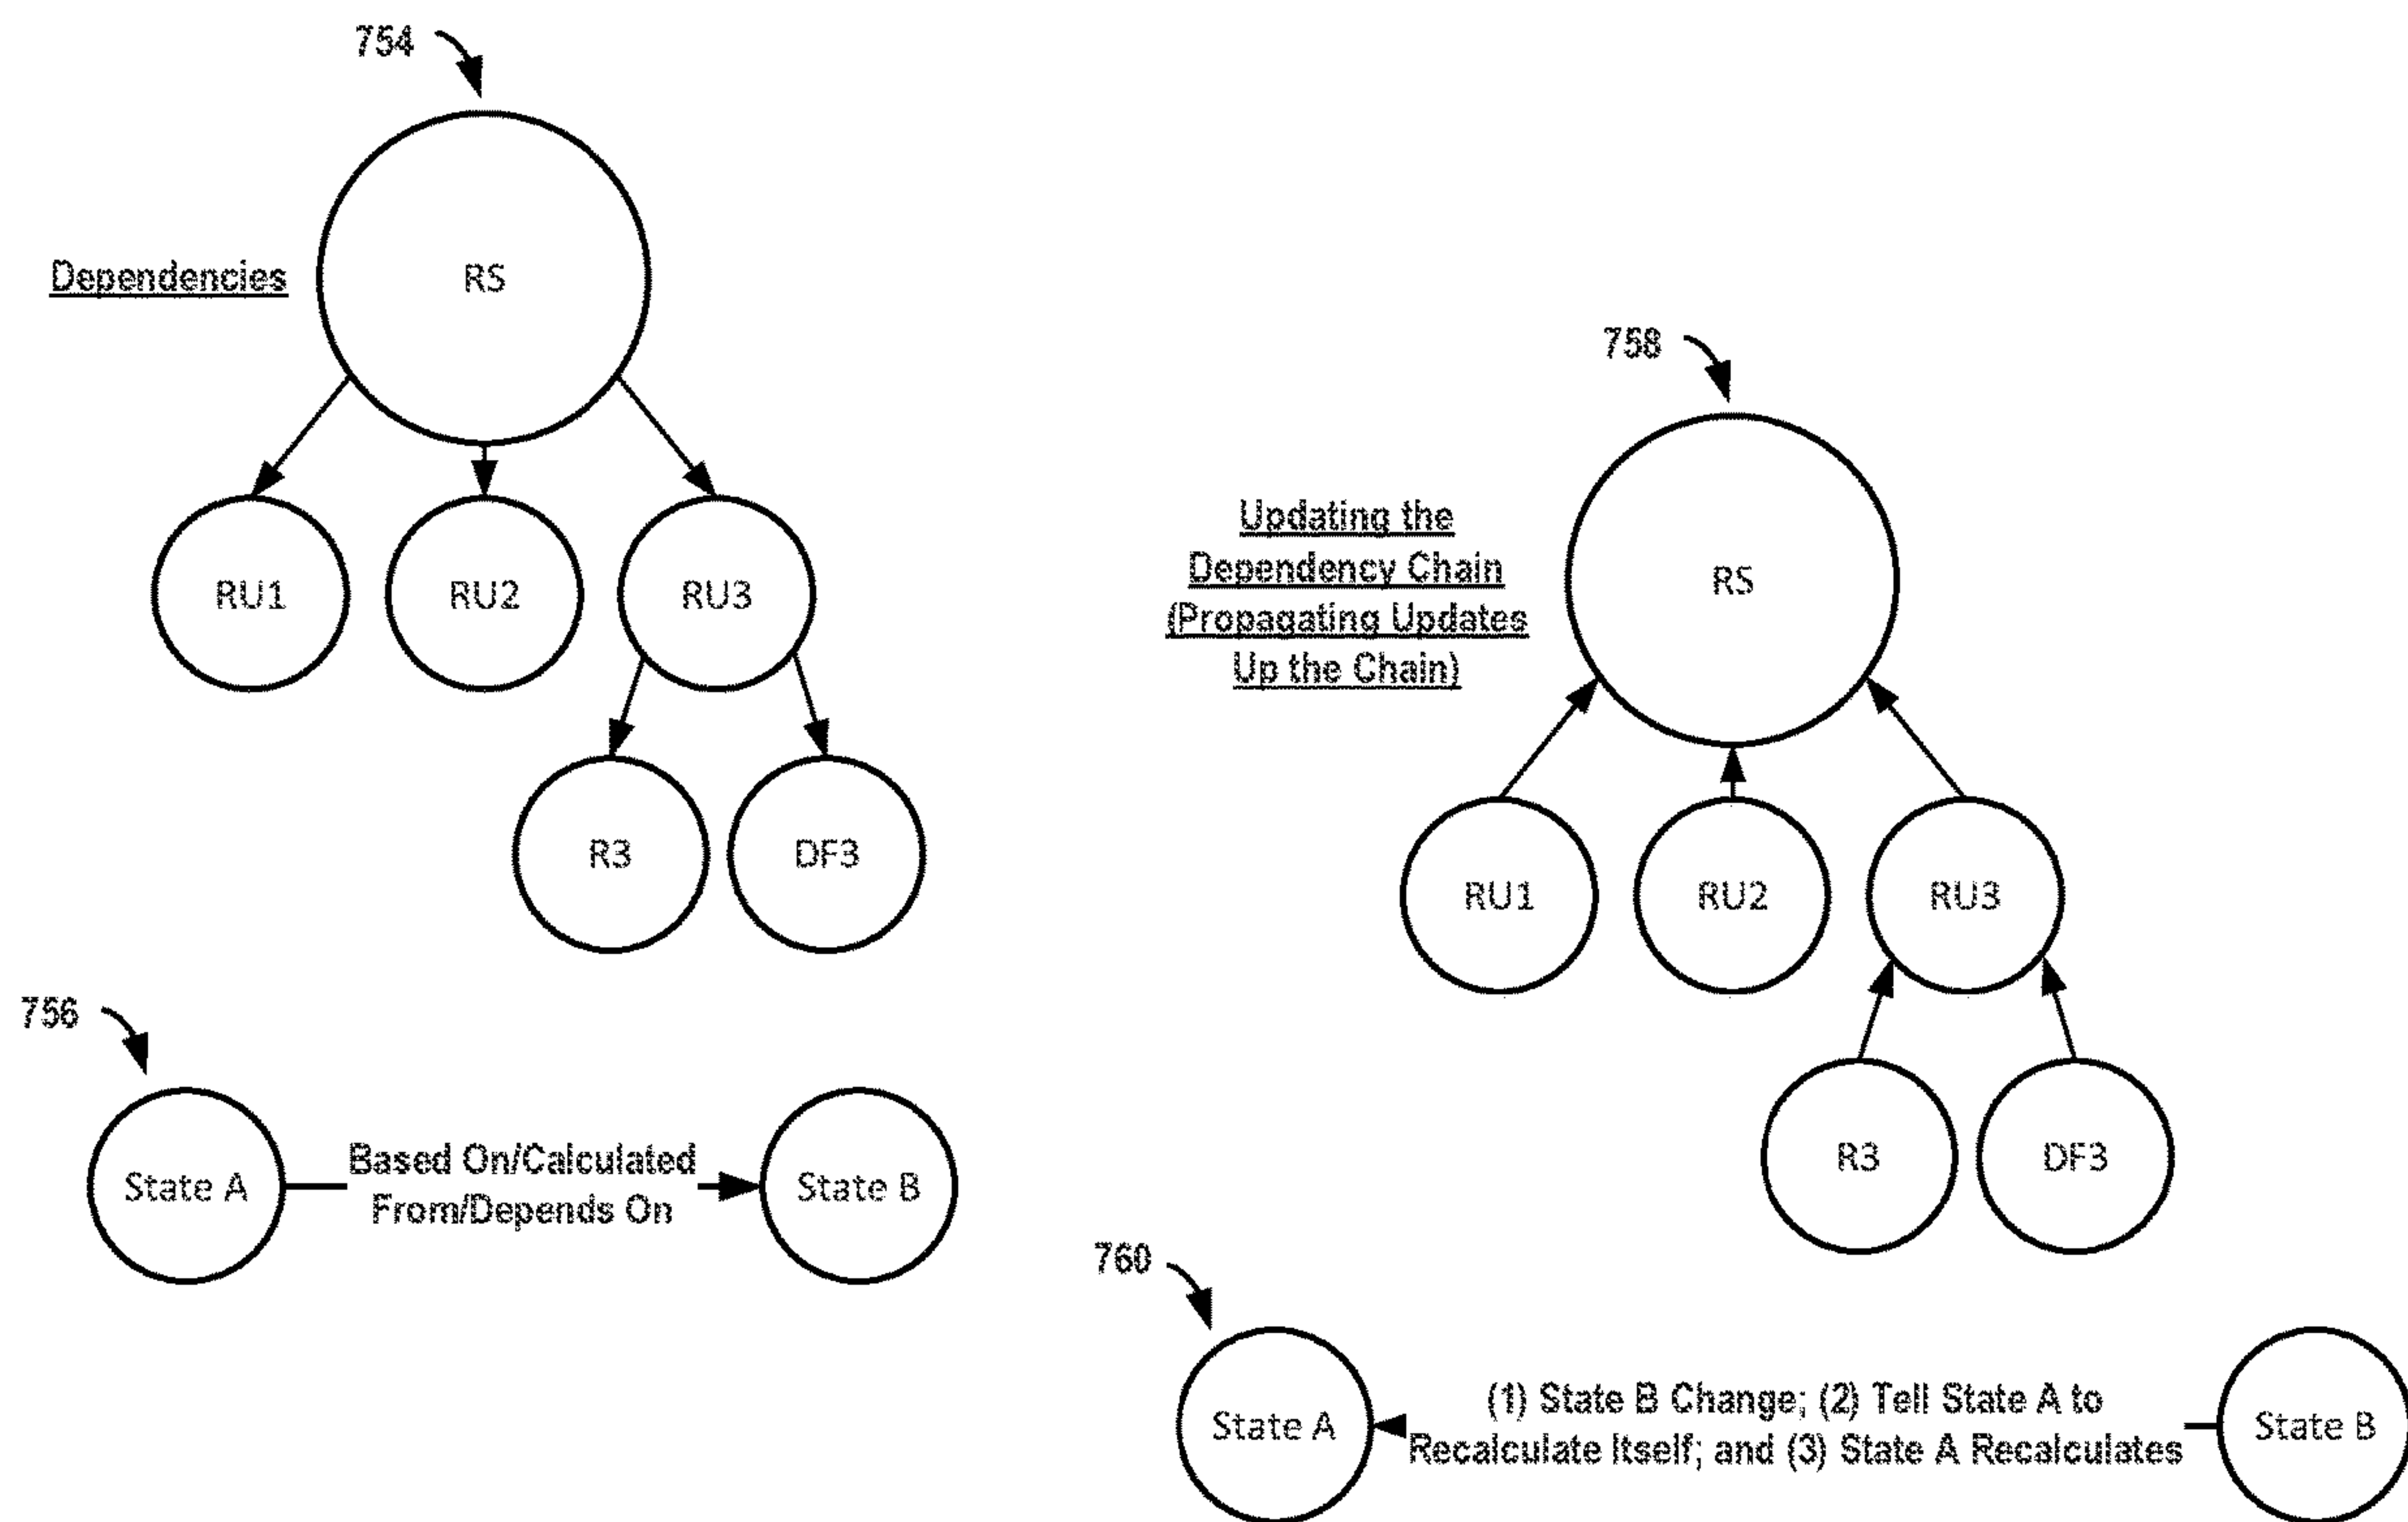 754
RS
Dependencies
RU1
RU2
RU3
R3
DF3
756
State A
Based On/Calculated
From/Depends On
State B
758
Updating the
Dependency Chain
(Propagating Updates
Up the Chain)
RS
RU1
RU2
RU3
R3
DF3
760
State A
(1) State B Change; (2) Tell State A to
Recalculate Itself; and (3) State A Recalculates
State B